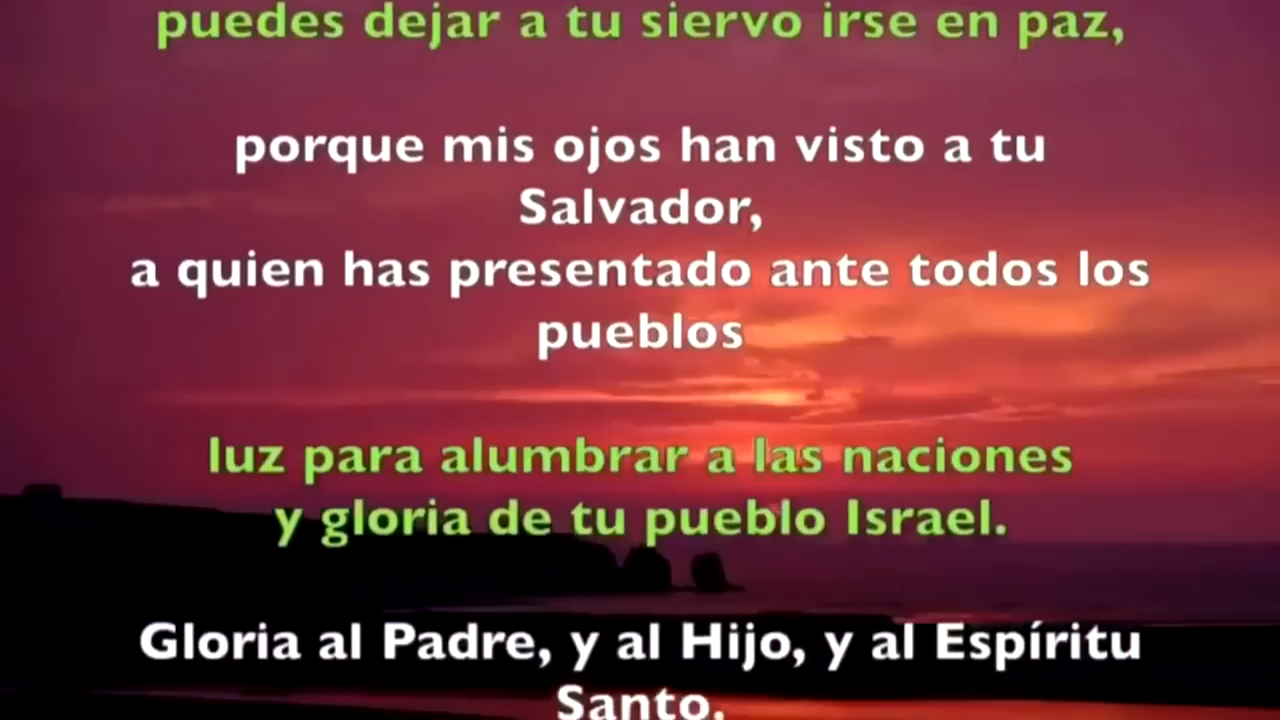 puedes dejar a tu siervo irse en paz,
porque mis ojos han visto a tu
Salvador,
a quien has presentado ante todos los
pueblos
luz para alumbrar a las naciones
y gloria de tu pueblo Israel.
Gloria al Padre, y al Hijo, y al Espíritu
Santo.